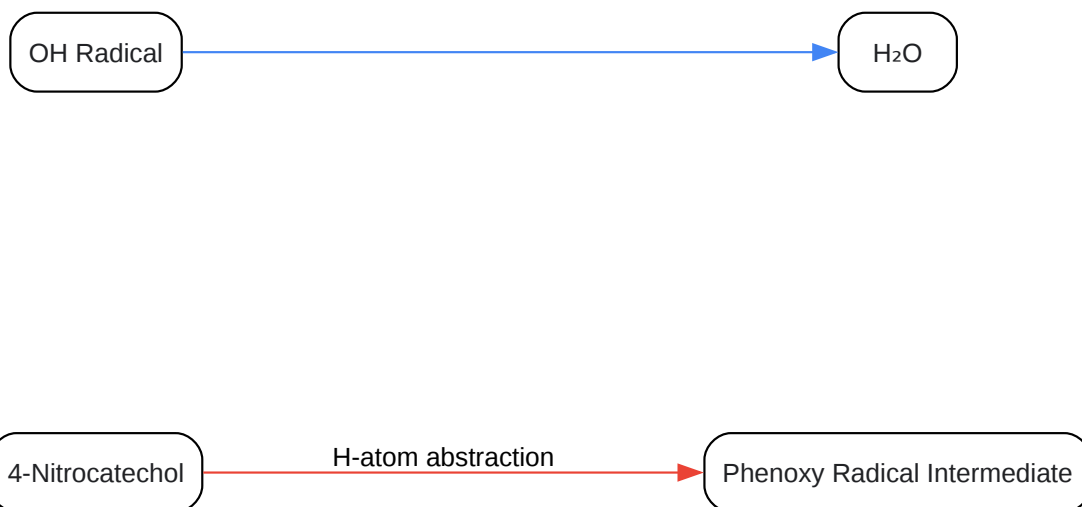 OH Radical
H₂O
4-Nitrocatechol
H-atom abstraction
Phenoxy Radical Intermediate